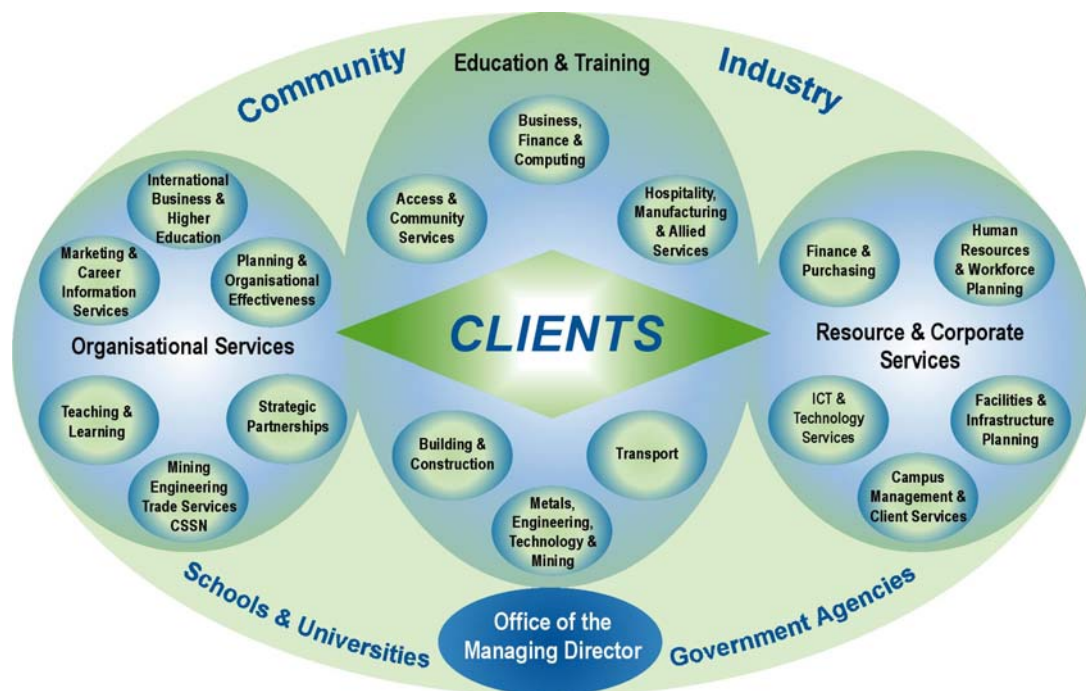 Community
Industry
Education & Training
Business,
Finance &
Computing
Access &
Community
Services
Hospitality,
Manufacturing
& Allied
Services
International
Business &
Higher
Education
Marketing &
Career
Information
Services
Planning &
Organisational
Effectiveness
Organisational Services
Teaching &
Learning
Strategic
Partnerships
Mining
Engineering
Trade Services
CSSN
CLIENTS
Building &
Construction
Transport
Metals,
Engineering,
Technology &
Mining
Finance &
Purchasing
Human
Resources
& Workforce
Planning
Resource & Corporate
Services
ICT &
Technology
Services
Facilities &
Infrastructure
Planning
Campus
Management &
Client Services
Schools & Universities
Office of the
Managing Director
Government Agencies